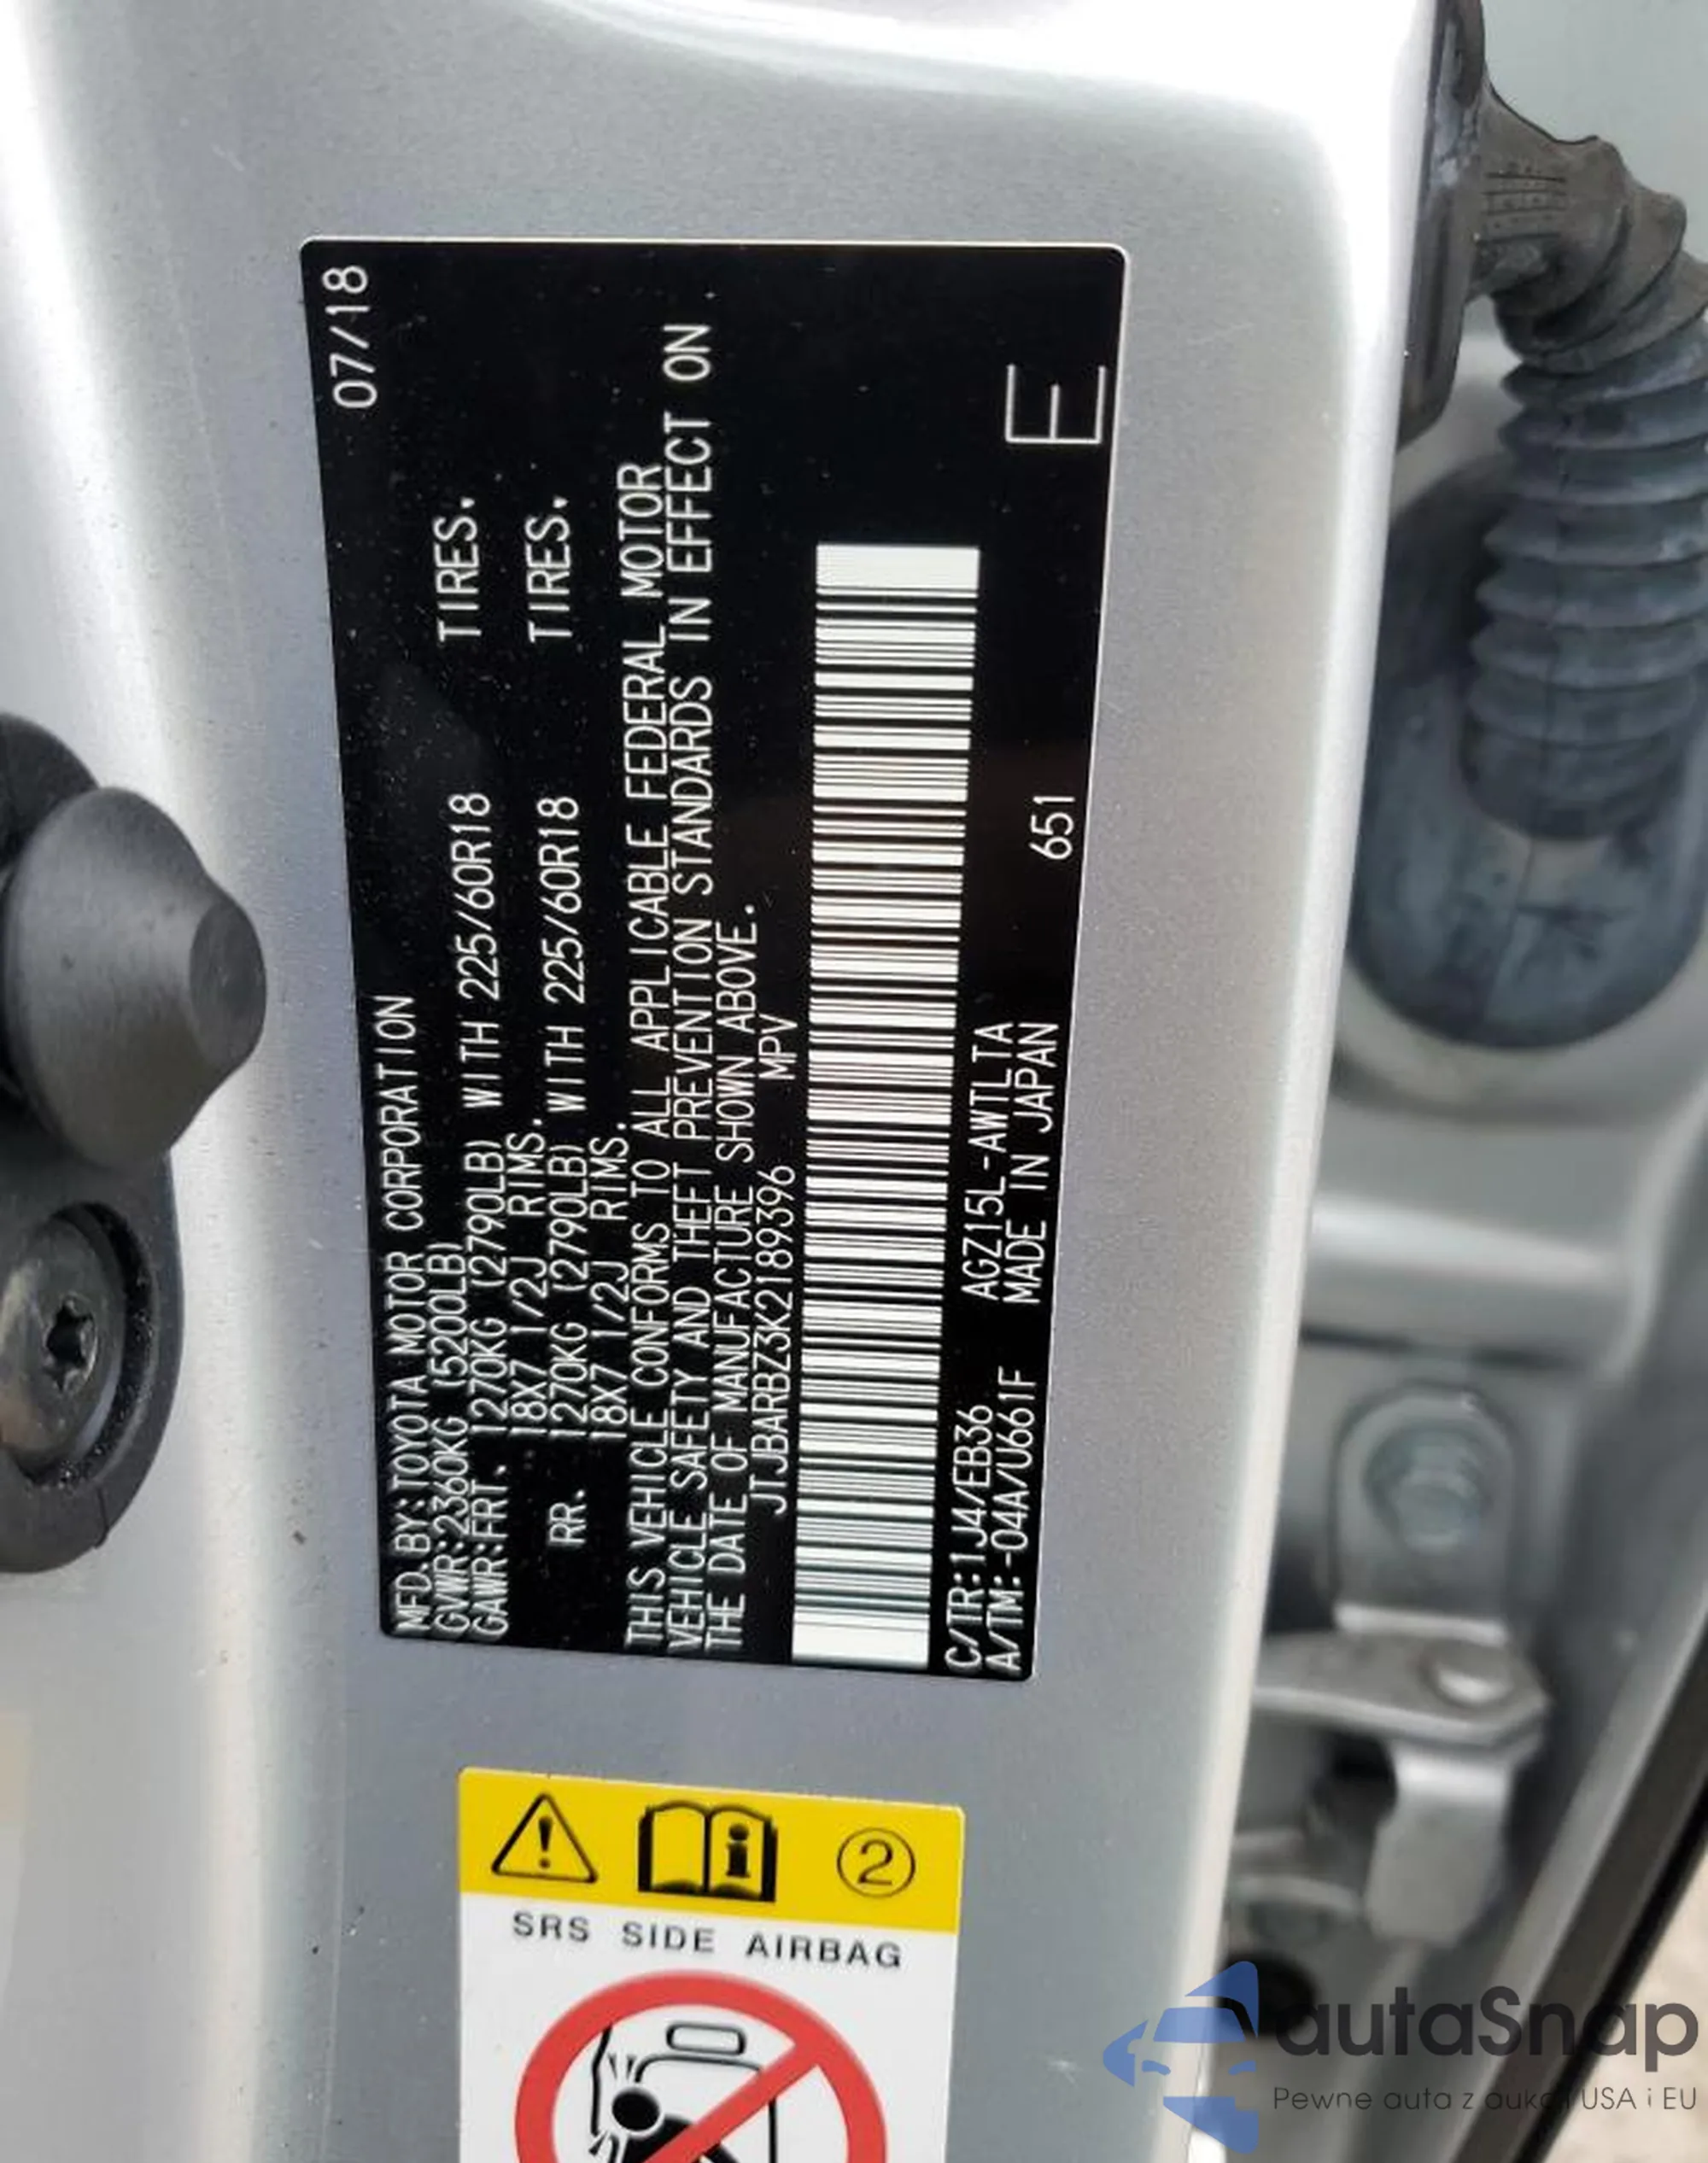 07/18
MFD.BY:TOYOTA MOTOR CORPORATION
GVWR:2360KG (5200LB)
GAWR:FRT. 1270KG (2790LB) WITH 225/60R18 TIRES.
18X7 1/2J RIMS.
RR. 1270KG (2790LB) WITH 225/60R18 TIRES.
18X7 1/2J RIMS.
THIS VEHICLE CONFORMS TO ALL APPLICABLE FEDERAL MOTOR
VEHICLE SAFETY AND THEFT PREVENTION STANDARDS IN EFFECT ON
THE DATE OF MANUFACTURE SHOWN ABOVE.
JTJBARBZ3K2189396 MPV
C/TR:1J4/EB36 AGZ15L-AWTLTA
A/TM:-04A/U661F MADE IN JAPAN 651 E
2
SRS SIDE AIRBAG
autaSnap
Pewne auta z aukcji USA i EU